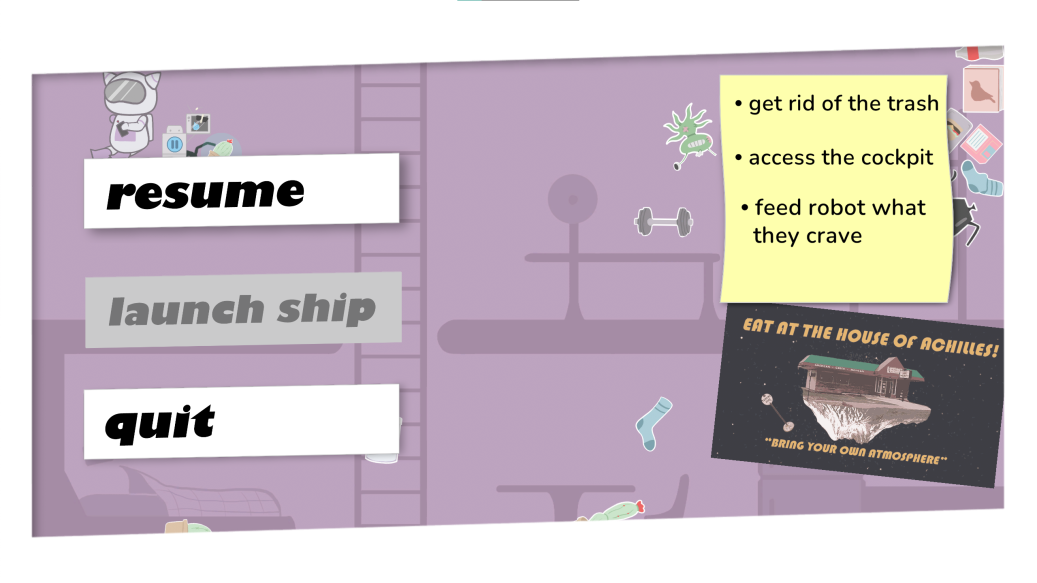 resume
launch ship
quit
• get rid of the trash
• access the cockpit
• feed robot what
they crave
EAT AT THE HOUSE OF ACHILLES!
"BRING YOUR OWN ATMOSPHERE"